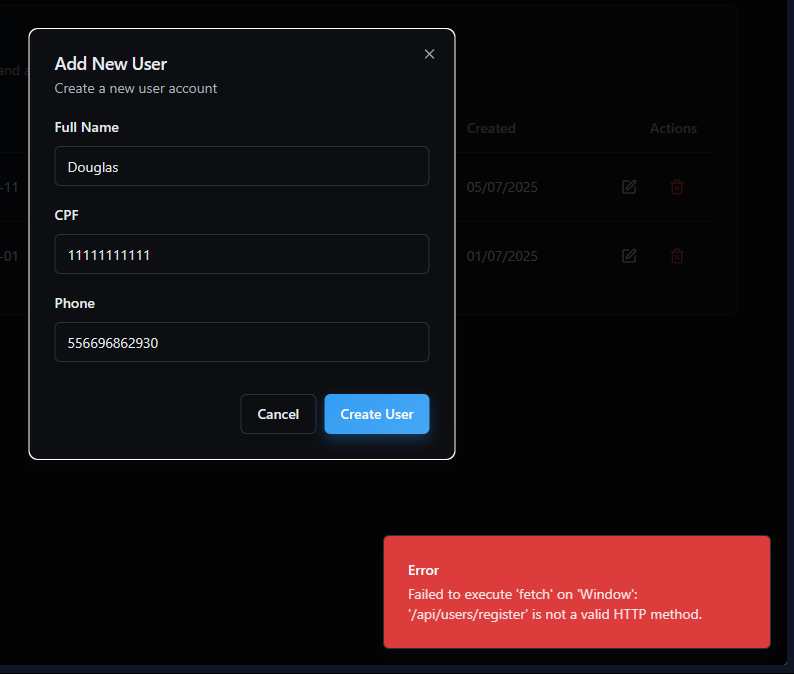 Add New User
and a
Create a new user account
Full Name
Douglas
Created
Actions
-11
05/07/2025
CPF
11111111111
-01
01/07/2025
Phone
556696862930
Cancel
Create User
Error
Failed to execute 'fetch' on 'Window':
'/api/users/register' is not a valid HTTP method.